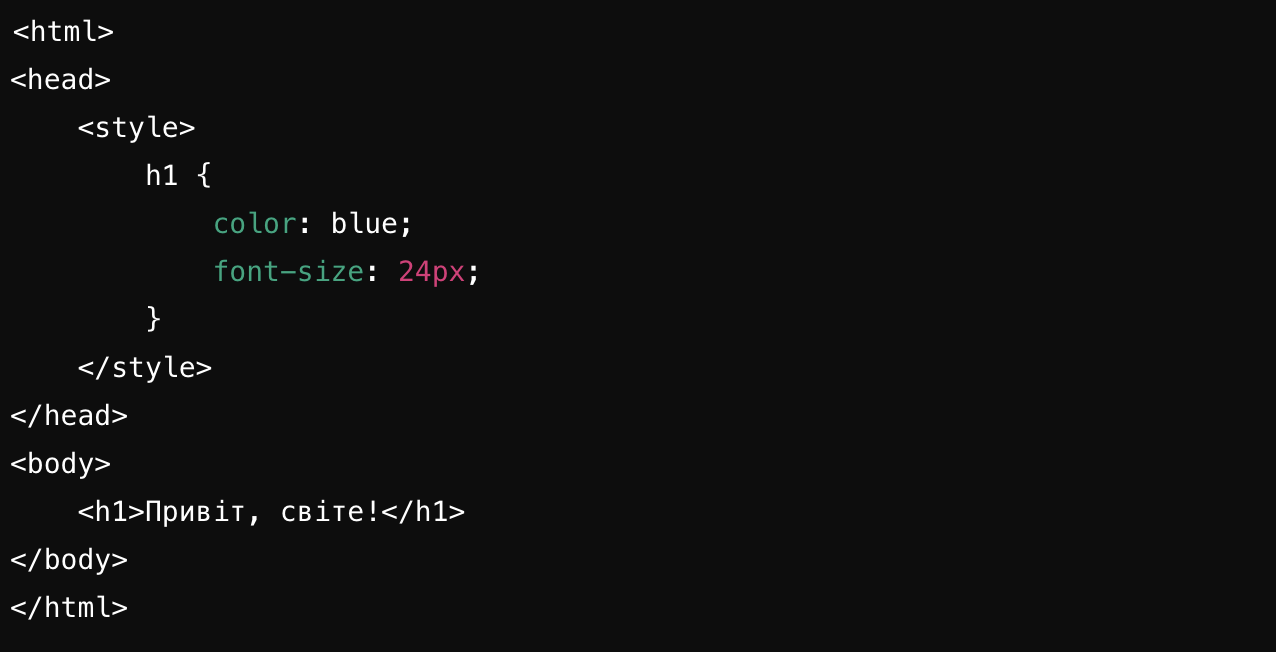 <html>
<head>
    <style>
        h1 {
            color: blue;
            font-size: 24px;
        }
    </style>
</head>
<body>
    <h1>Привіт, світе!</h1>
</body>
</html>